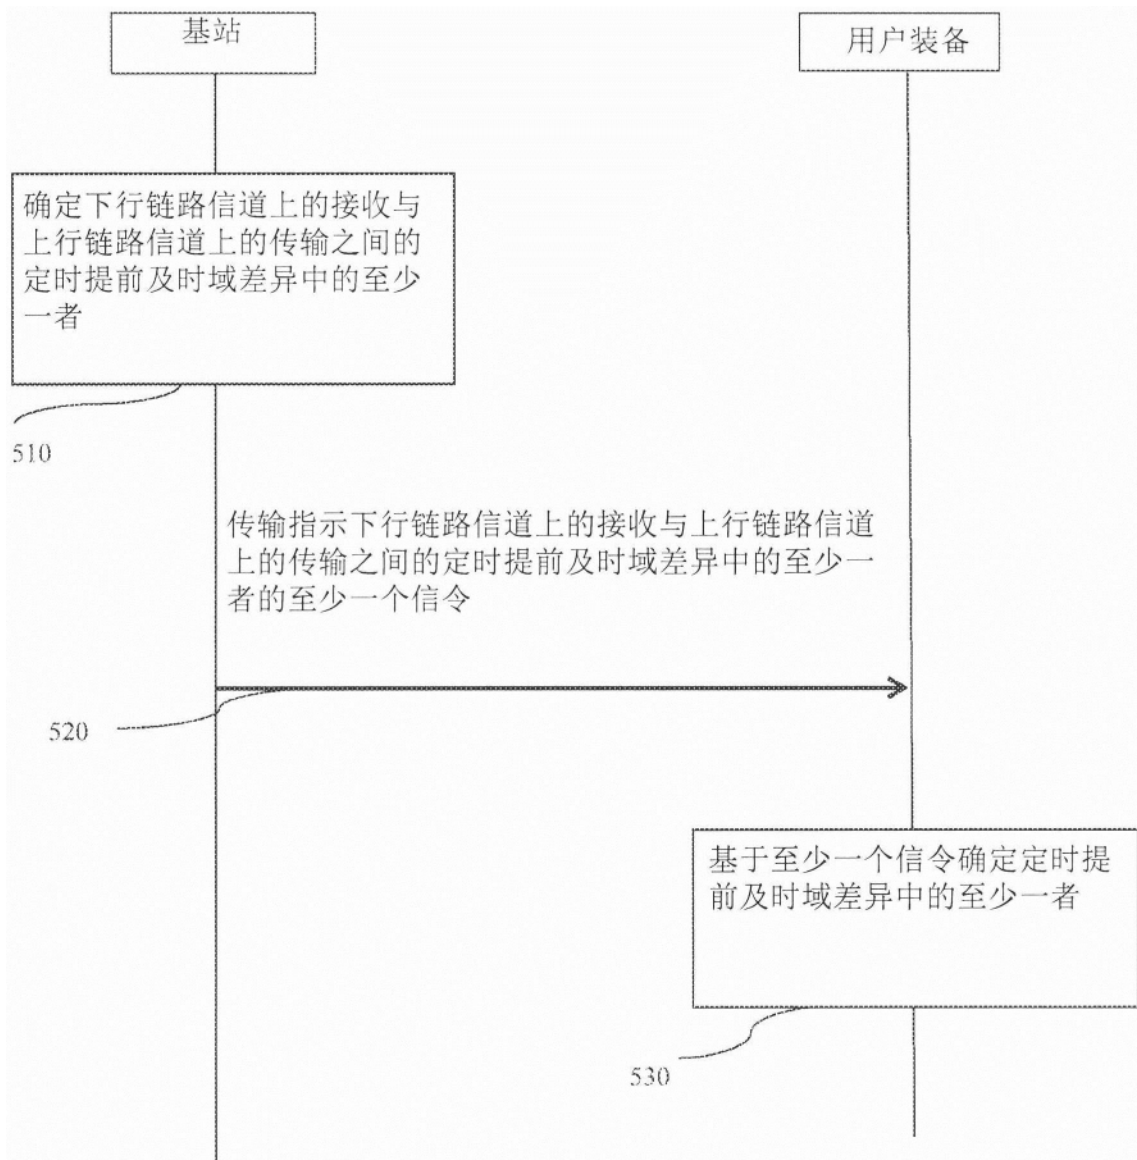 基站
用户装备
确定下行链路信道上的接收与
上行链路信道上的传输之间的
定时提前及时域差异中的至少
一者
510
传输指示下行链路信道上的接收与上行链路信道
上的传输之间的定时提前及时域差异中的至少一
者的至少一个信令
520
基于至少一个信令确定定时提
前及时域差异中的至少一者
530